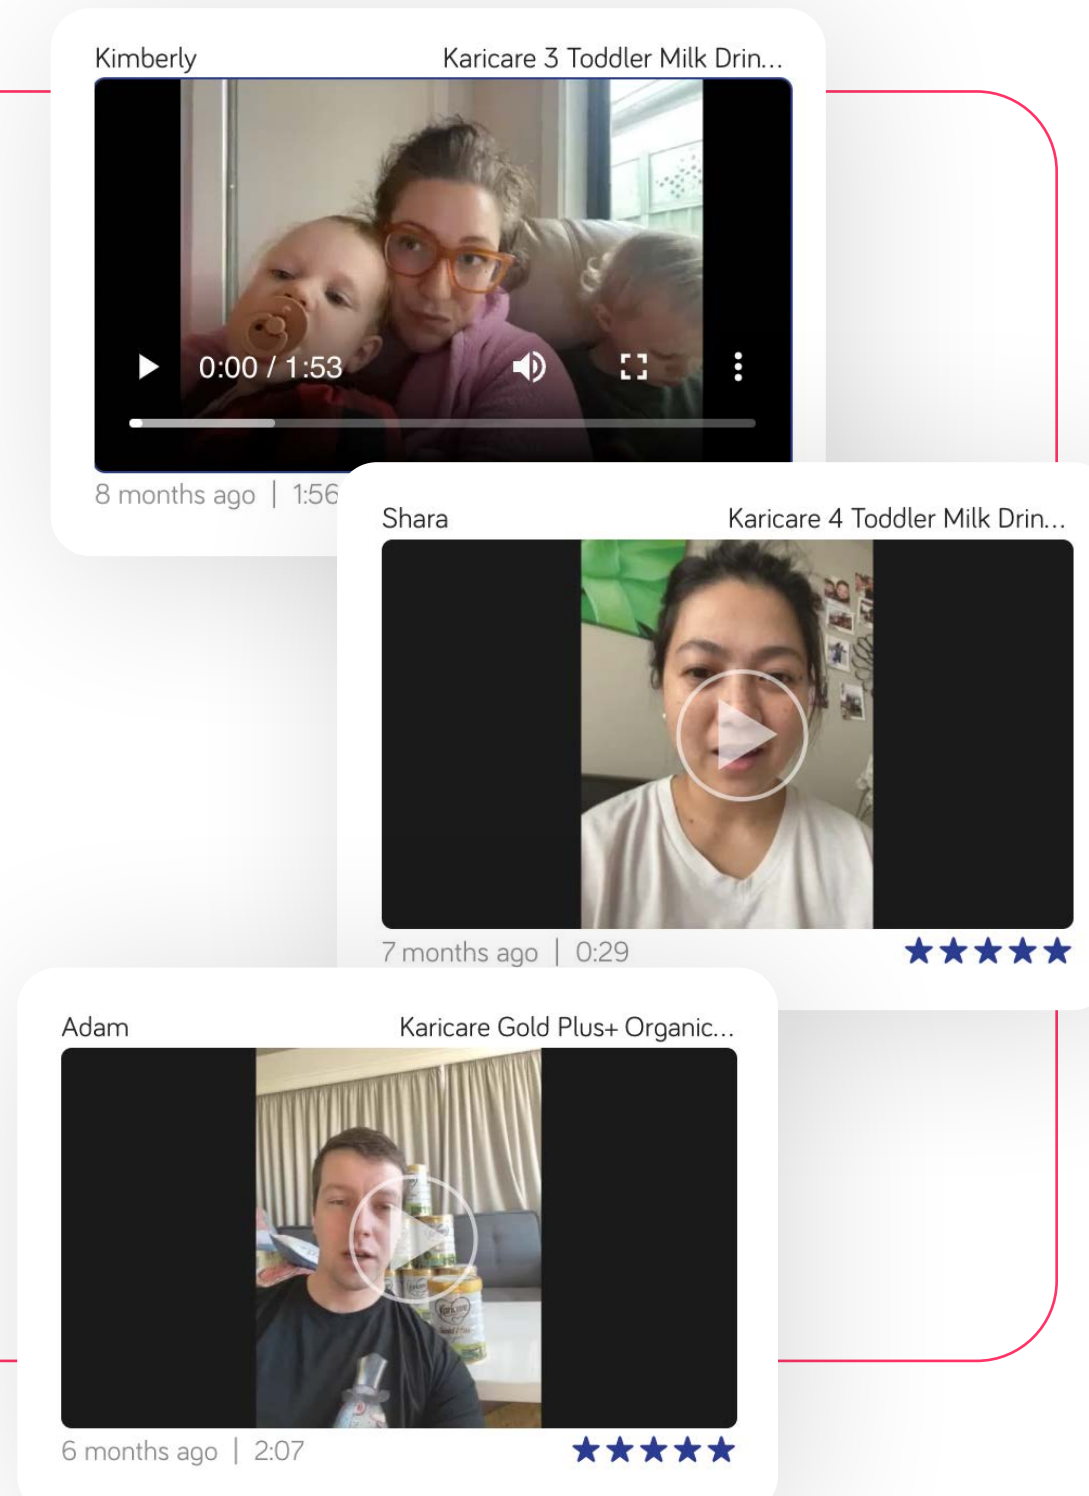 Kimberly
Karicare 3 Toddler Milk Drin...
0:00 / 1:53
8 months ago | 1:56
Shara
Karicare 4 Toddler Milk Drin...
7 months ago | 0:29
Adam
Karicare Gold Plus+ Organic...
Karicare
6 months ago | 2:07